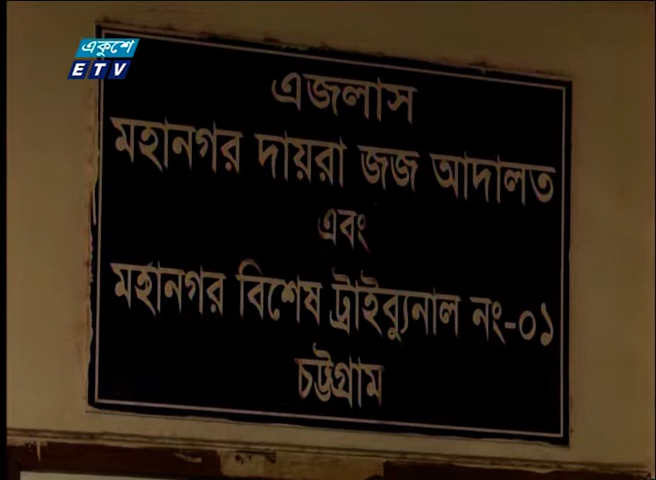 একুশে
ETV
এজলাস
মহানগর দায়রা জজ আদালত
এবং
মহানগর বিশেষ ট্রাইব্যুনাল নং-০১
চট্টগ্রাম